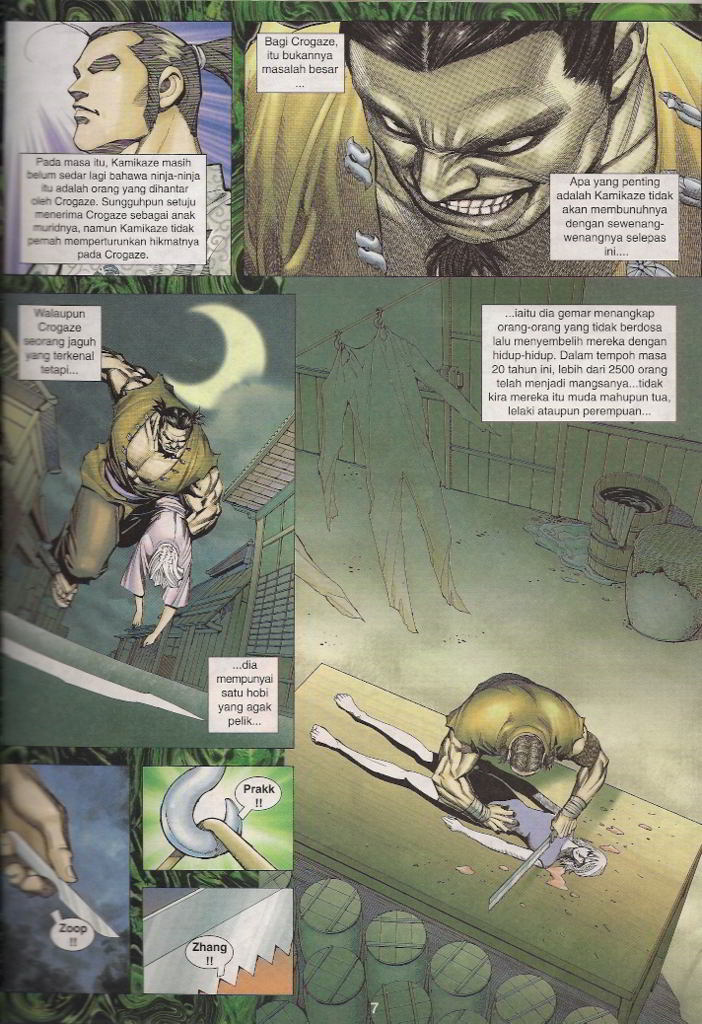 Pada masa itu, Kamikaze masih
belum sedar lagi bahawa ninja-ninja
itu adalah orang yang dihantar
oleh Crogaze. Sungguhpun setuju
menerima Crogaze sebagai anak
muridnya, namun Kamikaze tidak
pernah memperturunkan hikmatnya
pada Crogaze.
Bagi Crogaze,
itu bukannya
masalah besar
...
Apa yang penting
adalah Kamikaze tidak
akan membunuhnya
dengan sewenang-
wenangnya selepas
ini....
Walaupun
Crogaze
seorang jaguh
yang terkenal
tetapi...
...dia
mempunyai
satu hobi
yang agak
pelik...
...iaitu dia gemar menangkap
orang-orang yang tidak berdosa
lalu menyembelih mereka dengan
hidup-hidup. Dalam tempoh masa
20 tahun ini, lebih dari 2500 orang
telah menjadi mangsanya...tidak
kira mereka itu muda mahupun tua,
lelaki ataupun perempuan...
Zoop
!!
Prakk
!!
Zhang
!!
7